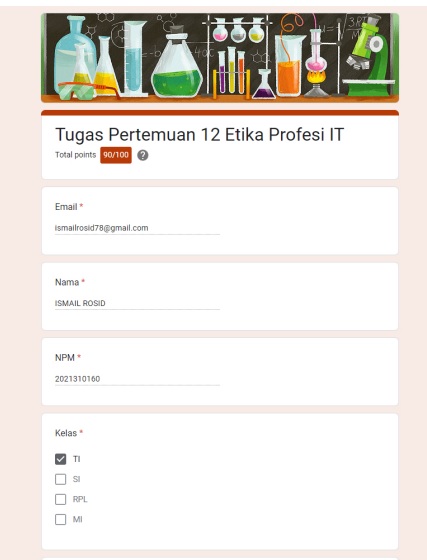 Tugas Pertemuan 12 Etika Profesi IT
Total points 90/100 ?
Email *
ismailrosid78@gmail.com
Nama *
ISMAIL ROSID
NPM *
2021310160
Kelas *
TI
SI
RPL
MI